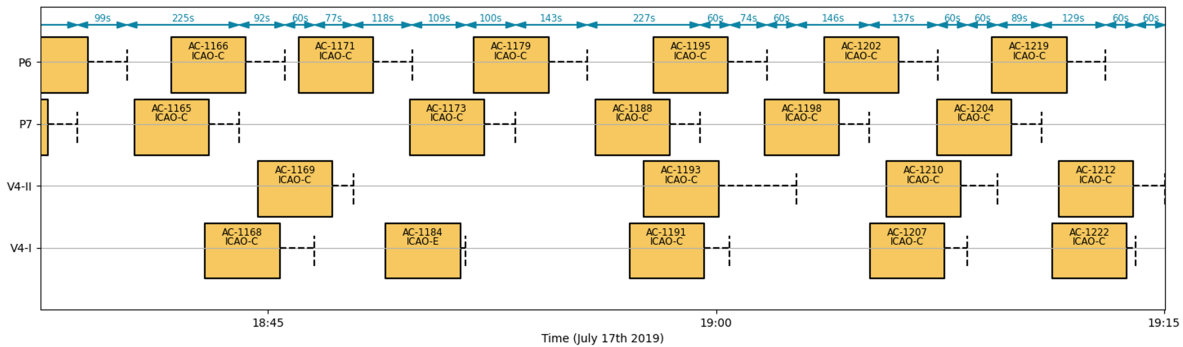 99s 225s 92s 60s 77s 118s 109s 100s 143s 227s 60s 74s 60s 146s 137s 60s 60s 89s 129s 60s 60s
P6
AC-1166
ICAO-C
AC-1171
ICAO-C
AC-1179
ICAO-C
AC-1195
ICAO-C
AC-1202
ICAO-C
AC-1219
ICAO-C
P7
AC-1165
ICAO-C
AC-1173
ICAO-C
AC-1188
ICAO-C
AC-1198
ICAO-C
AC-1204
ICAO-C
V4-II
AC-1169
ICAO-C
AC-1193
ICAO-C
AC-1210
ICAO-C
AC-1212
ICAO-C
V4-I
AC-1168
ICAO-C
AC-1184
ICAO-E
AC-1191
ICAO-C
AC-1207
ICAO-C
AC-1222
ICAO-C
18:45 19:00 19:15
Time (July 17th 2019)